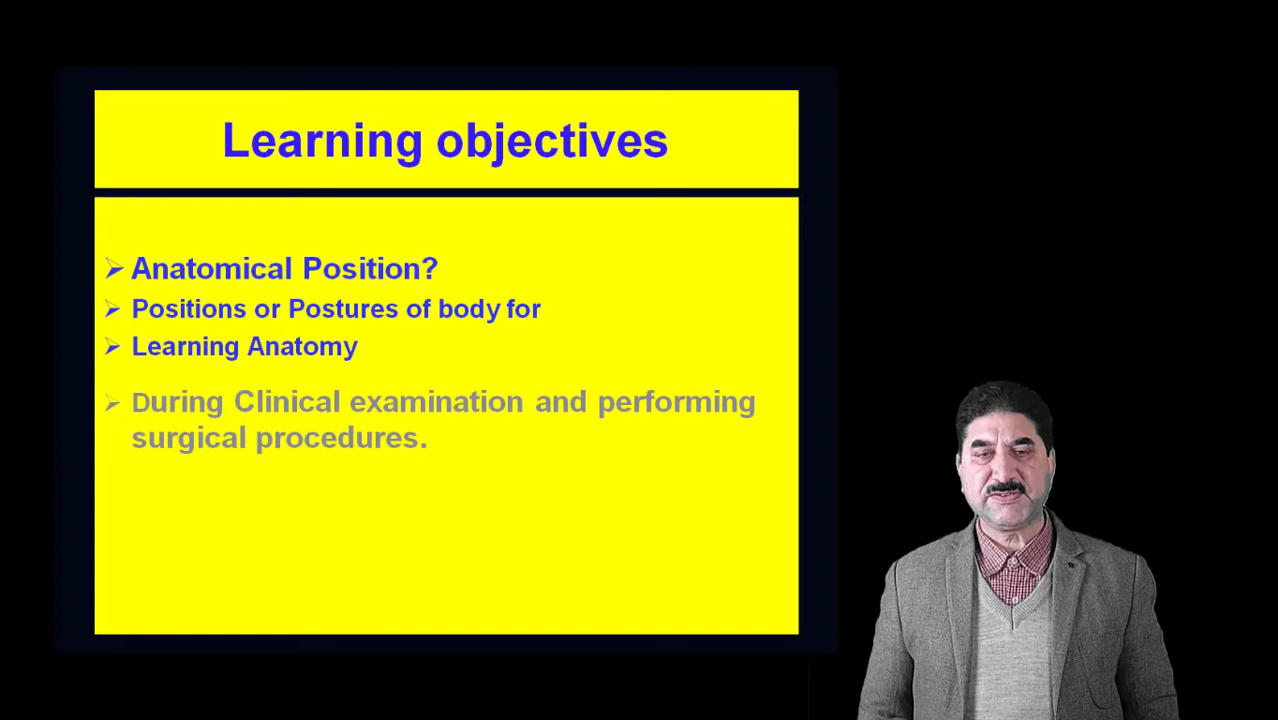 Learning objectives
➢ Anatomical Position?
➢ Positions or Postures of body for
➢ Learning Anatomy
➢ During Clinical examination and performing
surgical procedures.